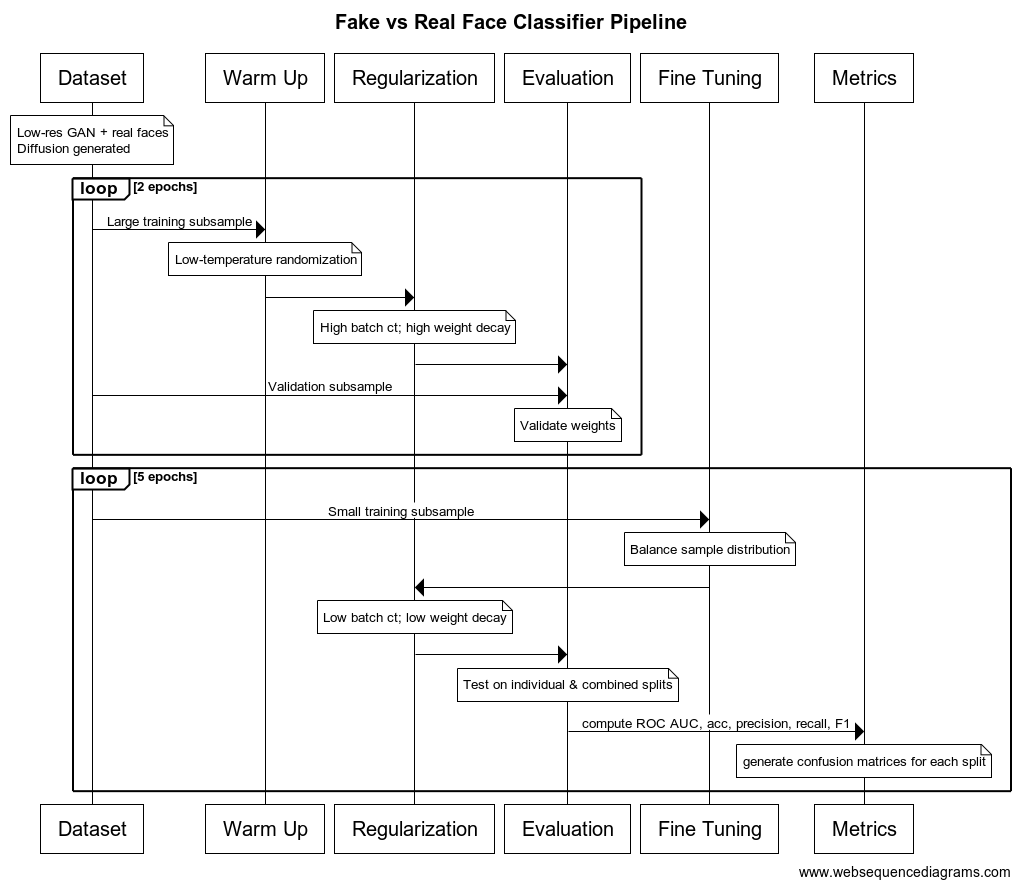 Fake vs Real Face Classifier Pipeline
Dataset
Warm Up
Regularization
Evaluation
Fine Tuning
Metrics
Low-res GAN + real faces
Diffusion generated
loop [2 epochs]
Large training subsample
Low-temperature randomization
High batch ct; high weight decay
Validation subsample
Validate weights
loop [5 epochs]
Small training subsample
Balance sample distribution
Low batch ct; low weight decay
Test on individual & combined splits
compute ROC AUC, acc, precision, recall, F1
generate confusion matrices for each split
Dataset
Warm Up
Regularization
Evaluation
Fine Tuning
Metrics
www.websequencediagrams.com